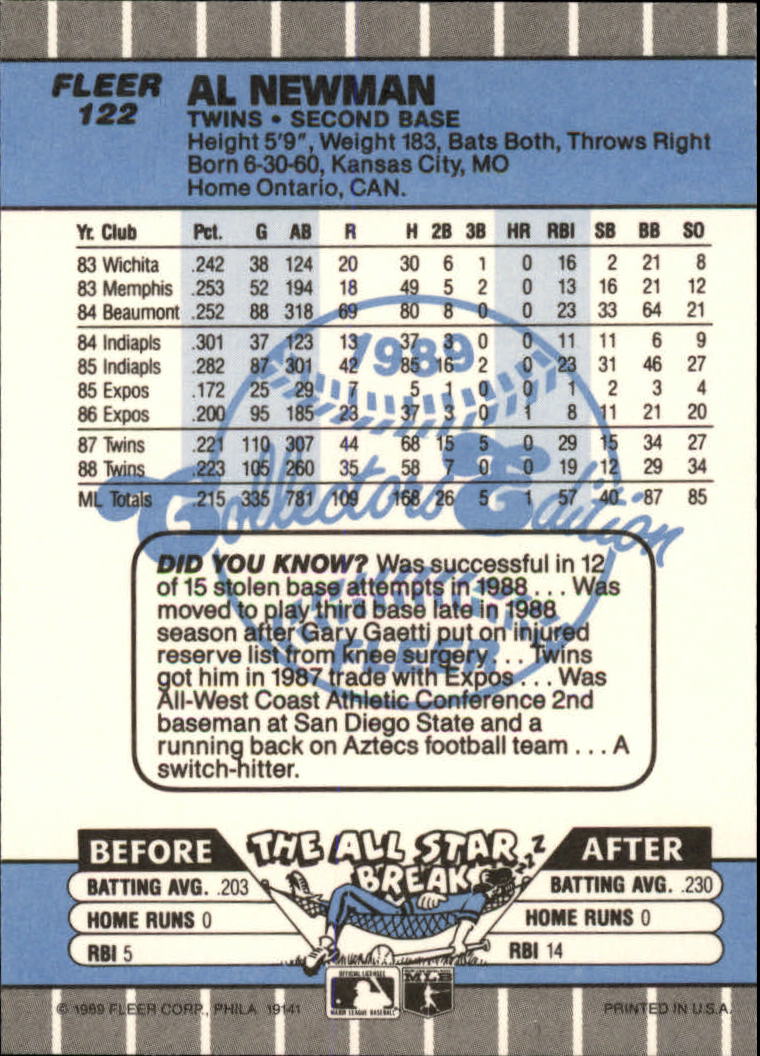 FLEER
122
AL NEWMAN
TWINS • SECOND BASE
Height 5'9", Weight 183, Bats Both, Throws Right
Born 6-30-60, Kansas City, MO
Home Ontario, CAN.
Yr. Club Pct. G AB R H 2B 3B HR RBI SB BB SO
83 Wichita .242 38 124 20 30 6 1 0 16 2 21 8
83 Memphis .253 52 194 18 49 5 2 0 13 16 21 12
84 Beaumont .252 88 318 69 80 8 0 0 23 33 64 21
84 Indiapls .301 37 123 13 37 3 0 0 11 11 6 9
85 Indiapls .282 87 301 42 85 16 2 0 23 31 46 27
85 Expos .172 25 29 7 5 1 0 0 1 2 3 4
86 Expos .200 95 185 23 37 3 0 1 8 11 21 20
87 Twins .221 110 307 44 68 15 5 0 29 15 34 27
88 Twins .223 105 260 35 58 7 0 0 19 12 29 34
ML Totals .215 335 781 109 168 26 5 1 57 40 87 85
1989
Collectors' Edition
FLEER
DID YOU KNOW? Was successful in 12
of 15 stolen base attempts in 1988 . . . Was
moved to play third base late in 1988
season after Gary Gaetti put on injured
reserve list from knee surgery . . . Twins
got him in 1987 trade with Expos . . . Was
All-West Coast Athletic Conference 2nd
baseman at San Diego State and a
running back on Aztecs football team . . . A
switch-hitter.
THE ALL STAR
BREAK
zzzZ
BEFORE
BATTING AVG. .203
HOME RUNS 0
RBI 5
AFTER
BATTING AVG. .230
HOME RUNS 0
RBI 14
OFFICIAL LICENSEE
MAJOR LEAGUE BASEBALL
MLB
© 1989 FLEER CORP., PHILA. 19141
PRINTED IN U.S.A.